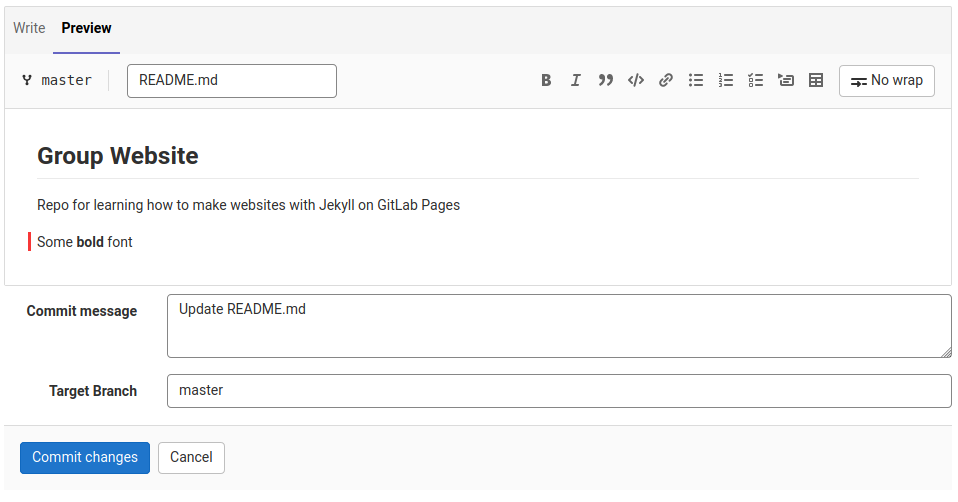 Write Preview
master README.md No wrap
Group Website
Repo for learning how to make websites with Jekyll on GitLab Pages
Some bold font
Commit message Update README.md
Target Branch master
Commit changes Cancel